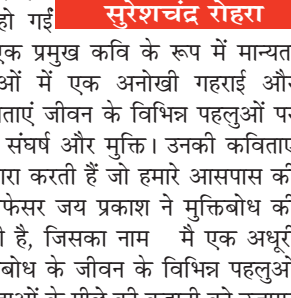 हो गईं सुरेशचंद्र रोहरा
एक प्रमुख कवि के रूप में मान्यता
ओं में एक अनोखी गहराई और
ताएं जीवन के विभिन्न पहलुओं पर
संघर्ष और मुक्ति। उनकी कविताएं
ारा करती हैं जो हमारे आसपास की
फेसर जय प्रकाश ने मुक्तिबोध की
ी है, जिसका नाम मै एक अधूरी
बोध के जीवन के विभिन्न पहलुओं